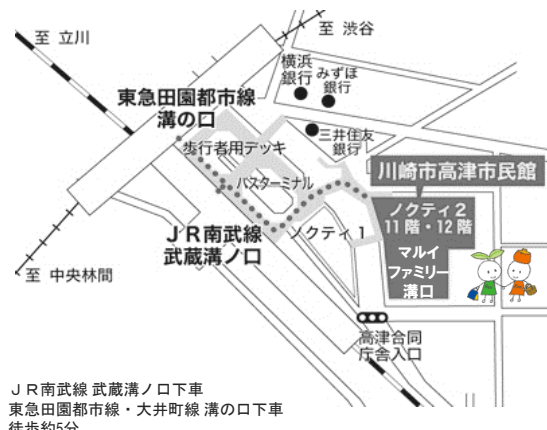 至 立川
至 渋谷
横浜
銀行
みずほ
銀行
東急田園都市線
溝の口
三井住友
銀行
歩行者用デッキ
バスターミナル
川崎市高津市民館
ノクティ2
11階・12階
マルイ
ファミリー
溝口
JR南武線
武蔵溝ノ口
ノクティ1
至 中央林間
高津合同
庁舎入口
JR南武線 武蔵溝ノ口下車
東急田園都市線・大井町線 溝の口下車
徒歩約5分